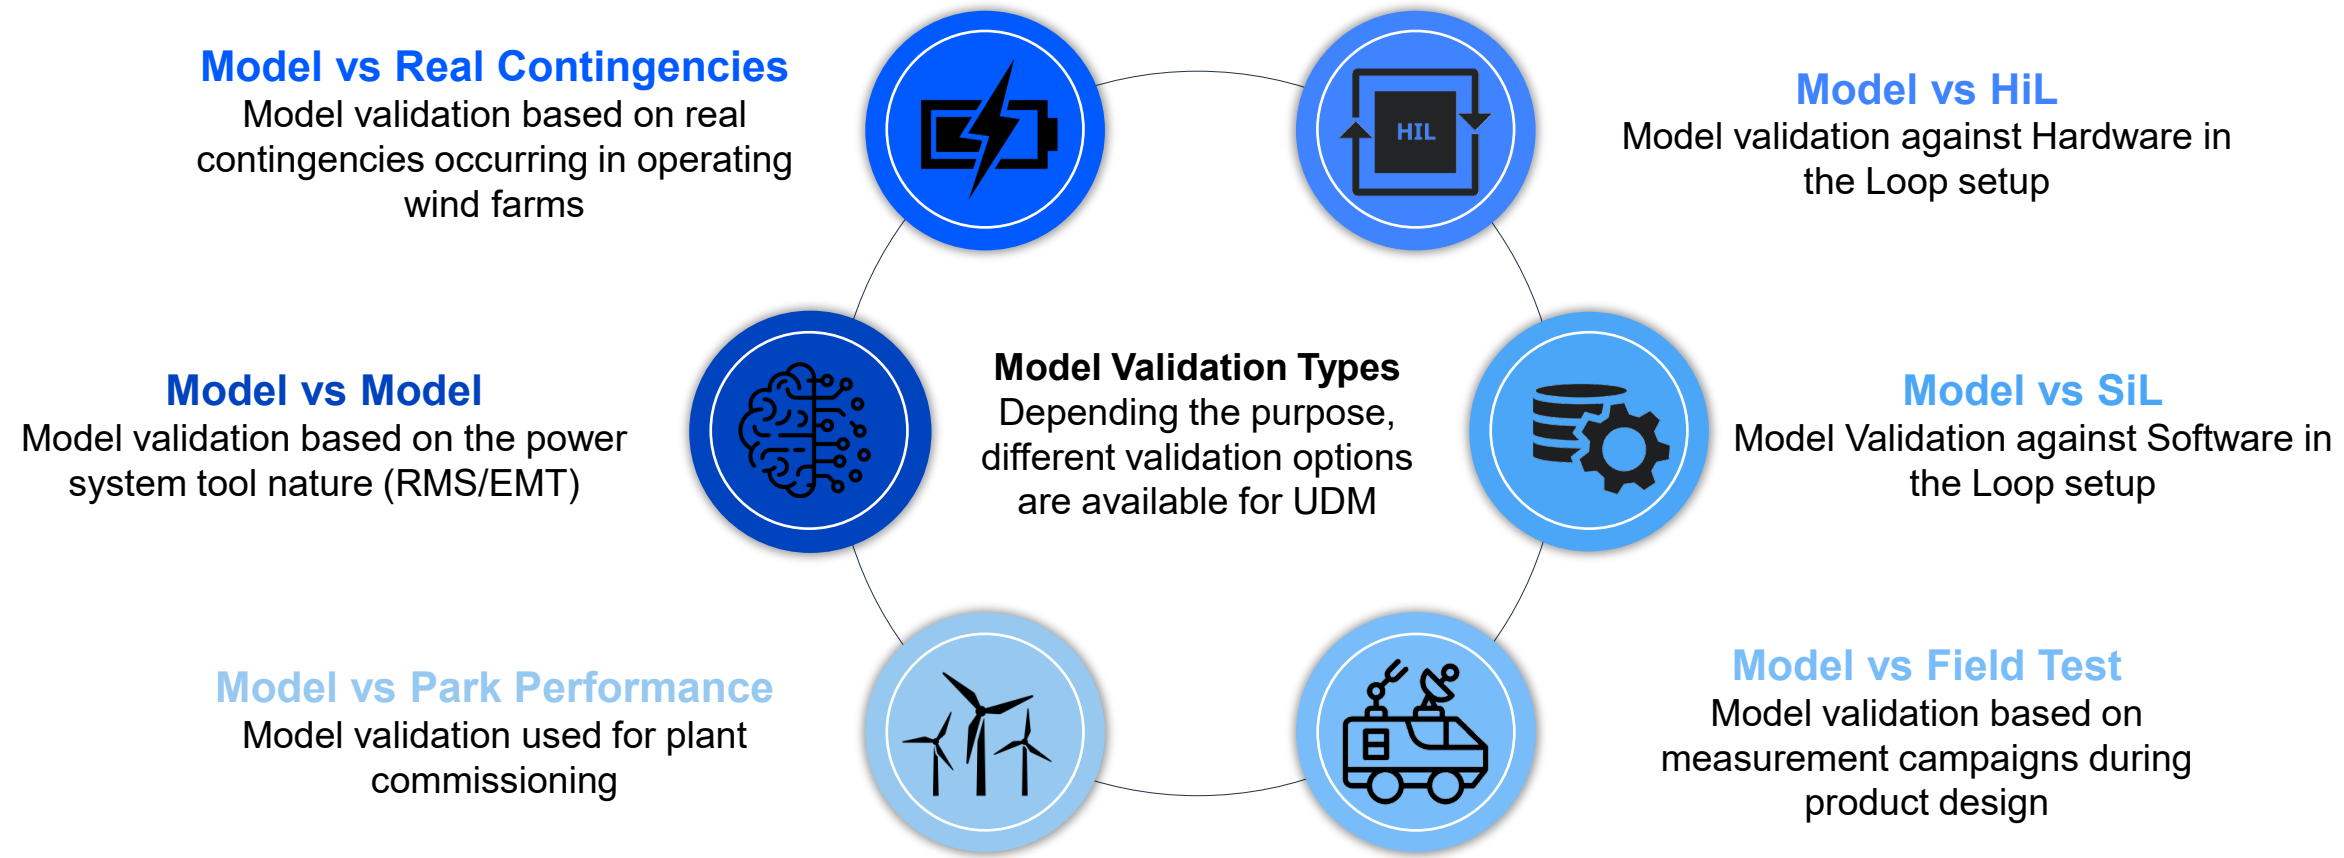 Model vs Real Contingencies
Model validation based on real
contingencies occurring in operating
wind farms
HIL
Model vs HiL
Model validation against Hardware in
the Loop setup
Model vs Model
Model validation based on the power
system tool nature (RMS/EMT)
Model Validation Types
Depending the purpose,
different validation options
are available for UDM
Model vs SiL
Model Validation against Software in
the Loop setup
Model vs Park Performance
Model validation used for plant
commissioning
Model vs Field Test
Model validation based on
measurement campaigns during
product design